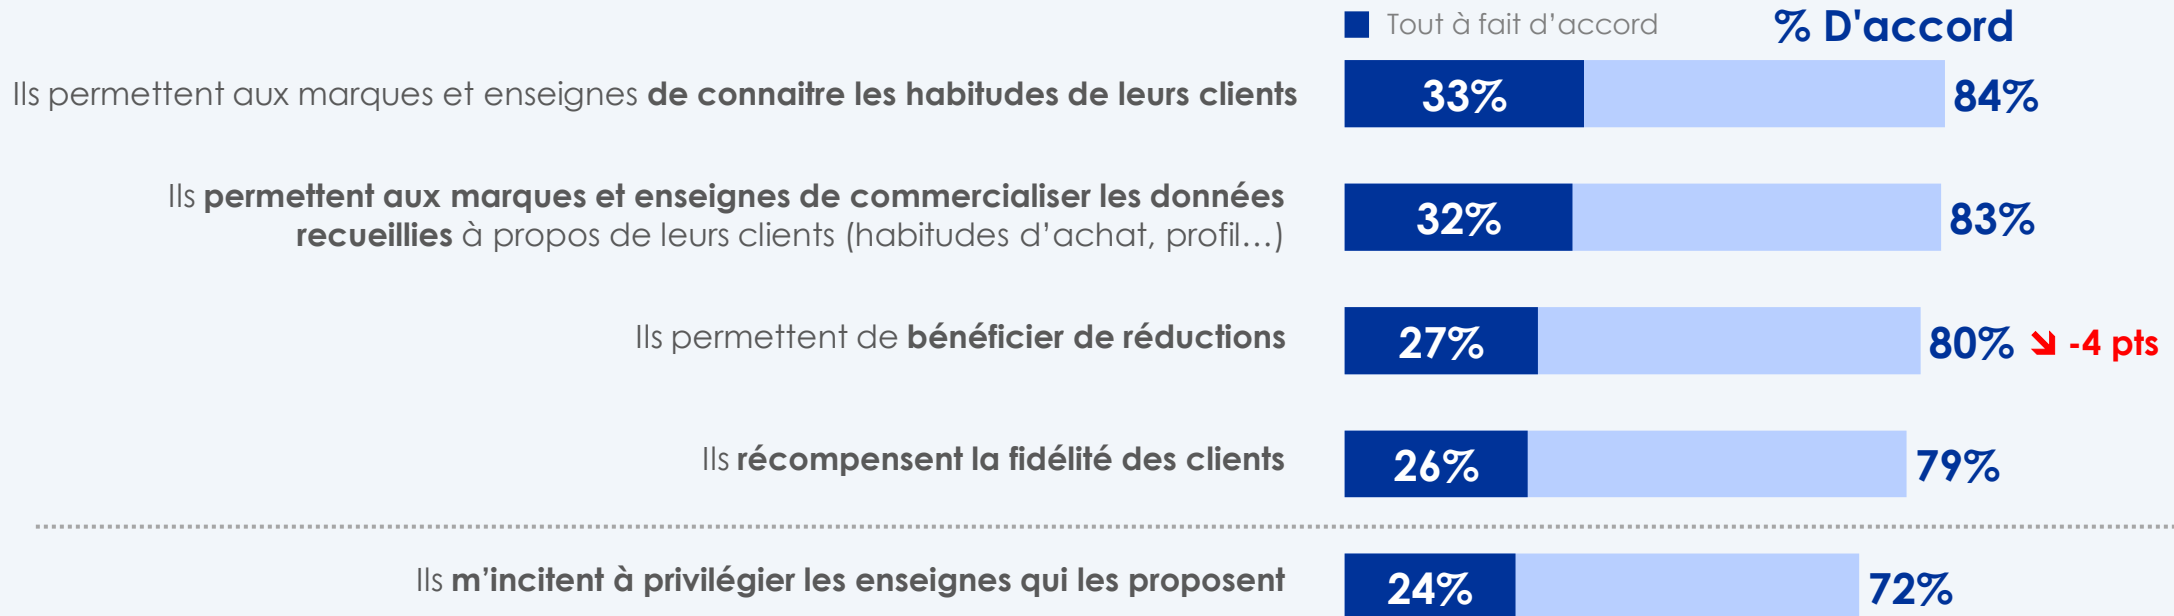 Tout à fait d’accord
% D'accord
Ils permettent aux marques et enseignes de connaitre les habitudes de leurs clients
33%
84%
Ils permettent aux marques et enseignes de commercialiser les données
recueillies à propos de leurs clients (habitudes d’achat, profil…)
32%
83%
Ils permettent de bénéficier de réductions
27%
80% ➘ -4 pts
Ils récompensent la fidélité des clients
26%
79%
Ils m’incitent à privilégier les enseignes qui les proposent
24%
72%